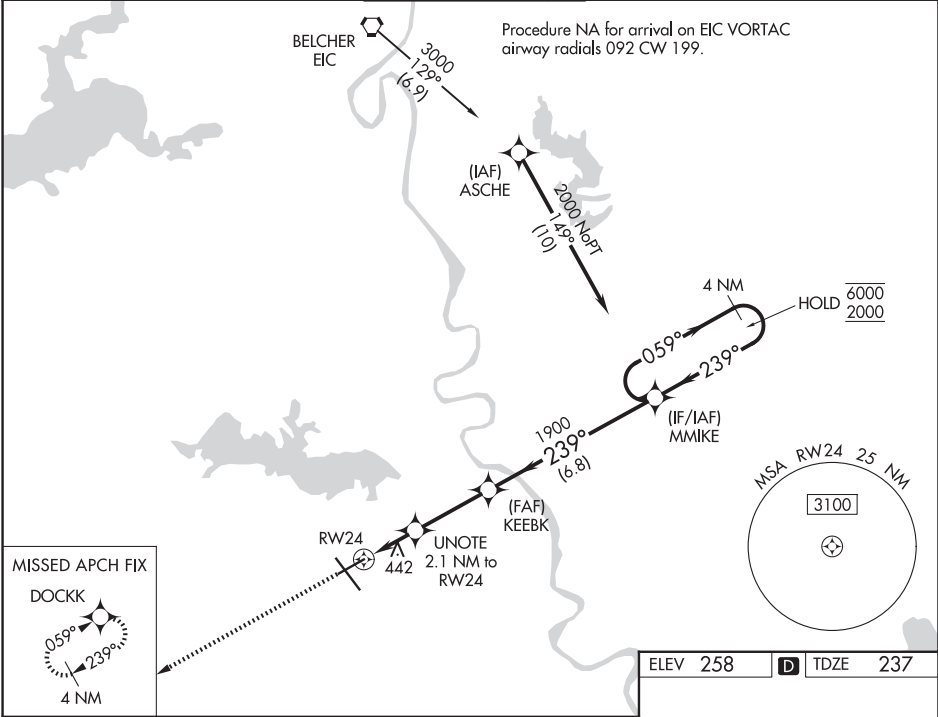 Procedure NA for arrival on EIC VORTAC
airway radials 092 CW 199.
BELCHER
EIC
3000
129°
(6.9)
(IAF)
ASCHE
2000 NoPT
149°
(10)
4 NM
HOLD
6000
2000
059°
239°
(IF/IAF)
MMIKE
1900
239°
(6.8)
(FAF)
KEEBK
UNOTE
2.1 NM to
RW24
RW24
442
MSA RW24 25 NM
3100
MISSED APCH FIX
DOCKK
059°
239°
4 NM
ELEV 258
D
TDZE 237